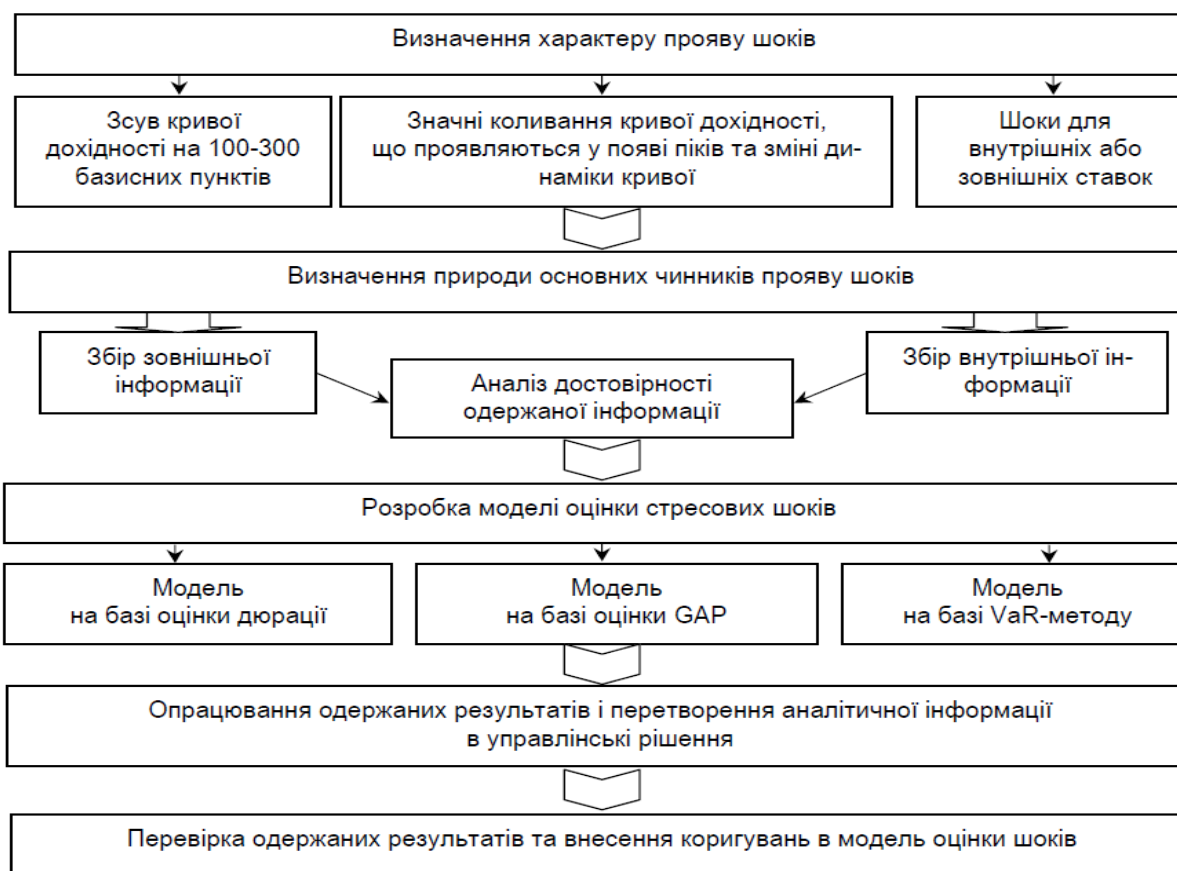 Визначення характеру прояву шоків
Зсув кривої
дохідності на 100-300
базисних пунктів
Значні коливання кривої дохідності,
що проявляються у появі піків та зміні ди-
наміки кривої
Шоки для
внутрішніх або
зовнішніх ставок
Визначення природи основних чинників прояву шоків
Збір зовнішньої
інформації
Аналіз достовірності
одержаної інформації
Збір внутрішньої ін-
формації
Розробка моделі оцінки стресових шоків
Модель
на базі оцінки дюрації
Модель
на базі оцінки GAP
Модель
на базі VaR-методу
Опрацювання одержаних результатів і перетворення аналітичної інформації
в управлінські рішення
Перевірка одержаних результатів та внесення коригувань в модель оцінки шоків